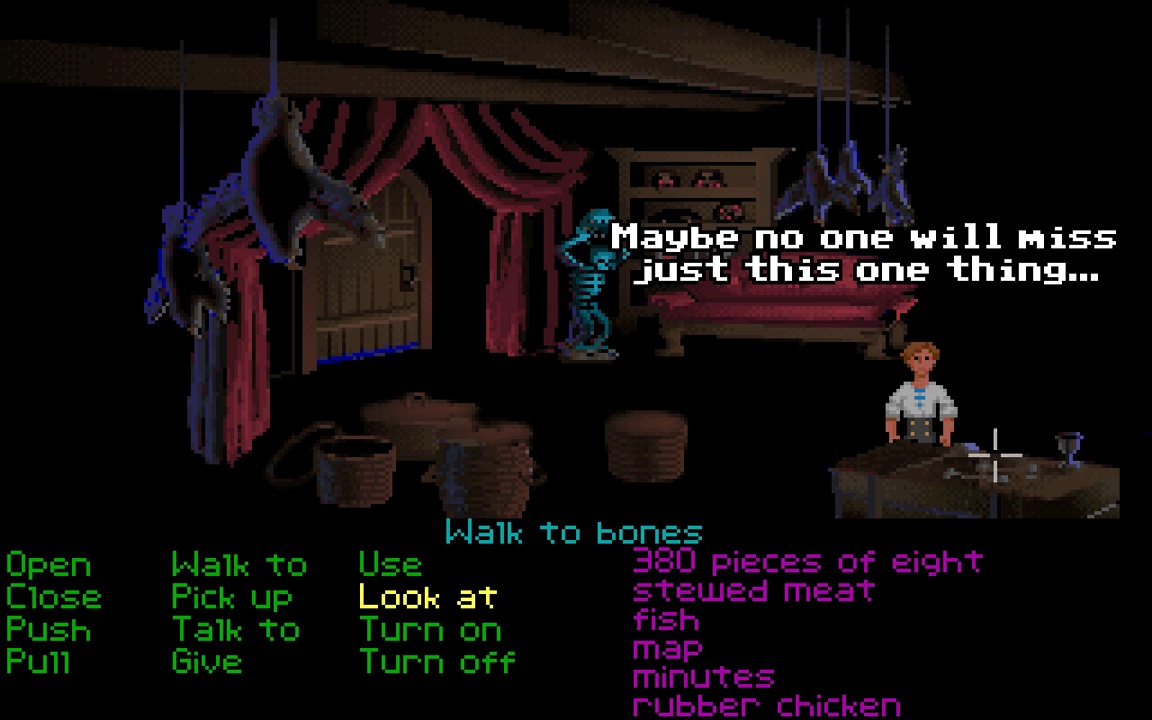 Maybe no one will miss
just this one thing...
Walk to bones
Open Walk to Use
Close Pick up Look at
Push Talk to Turn on
Pull Give Turn off
380 pieces of eight
stewed meat
fish
map
minutes
rubber chicken